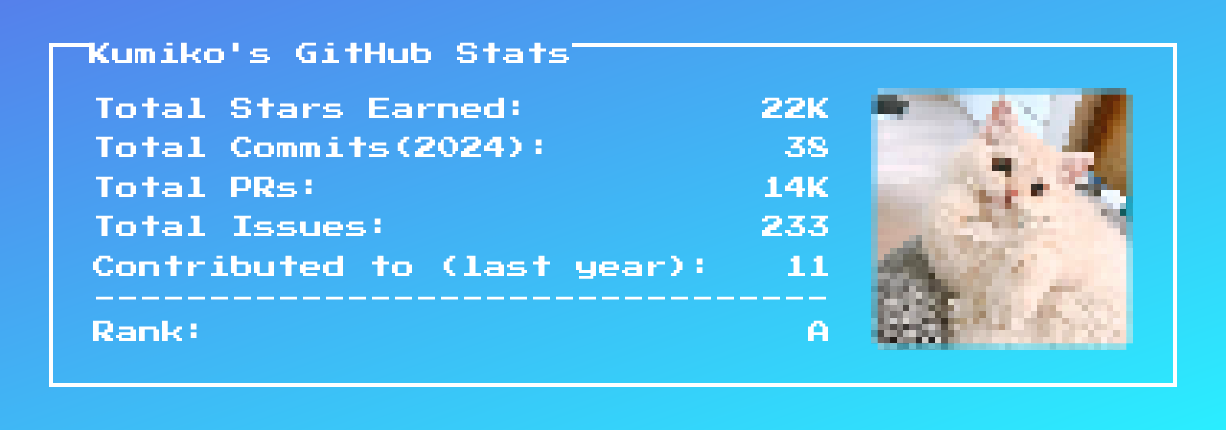 Kumiko's GitHub Stats
Total Stars Earned: 22K
Total Commits(2024): 38
Total PRs: 14K
Total Issues: 233
Contributed to (last year): 11
--------------------------------
Rank: A